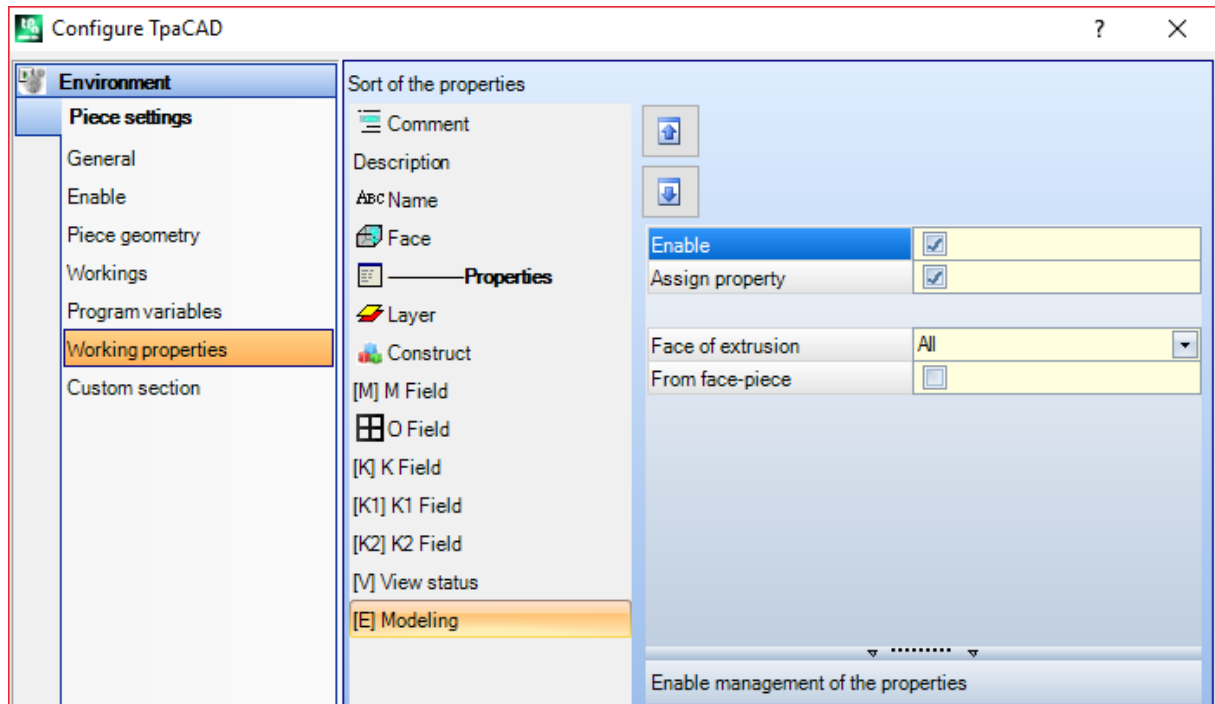 Configure TpaCAD
?
Environment
Piece settings
General
Enable
Piece geometry
Workings
Program variables
Working properties
Custom section
Sort of the properties
Comment
Description
ABC Name
Face
Properties
Layer
Construct
[M] M Field
O Field
[K] K Field
[K1] K1 Field
[K2] K2 Field
[V] View status
[E] Modeling
Enable
Assign property
Face of extrusion All
From face-piece
Enable management of the properties